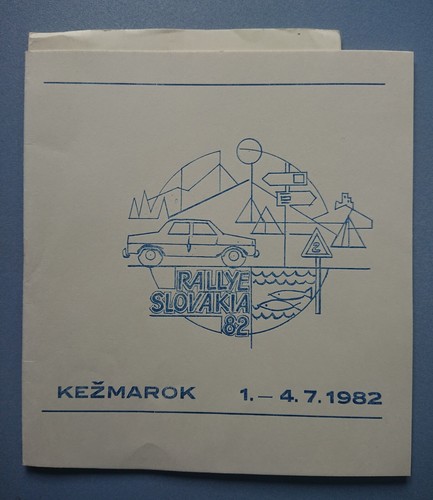 RALLYE
SLOVAKIA
82
KEŽMAROK 1. – 4. 7. 1982